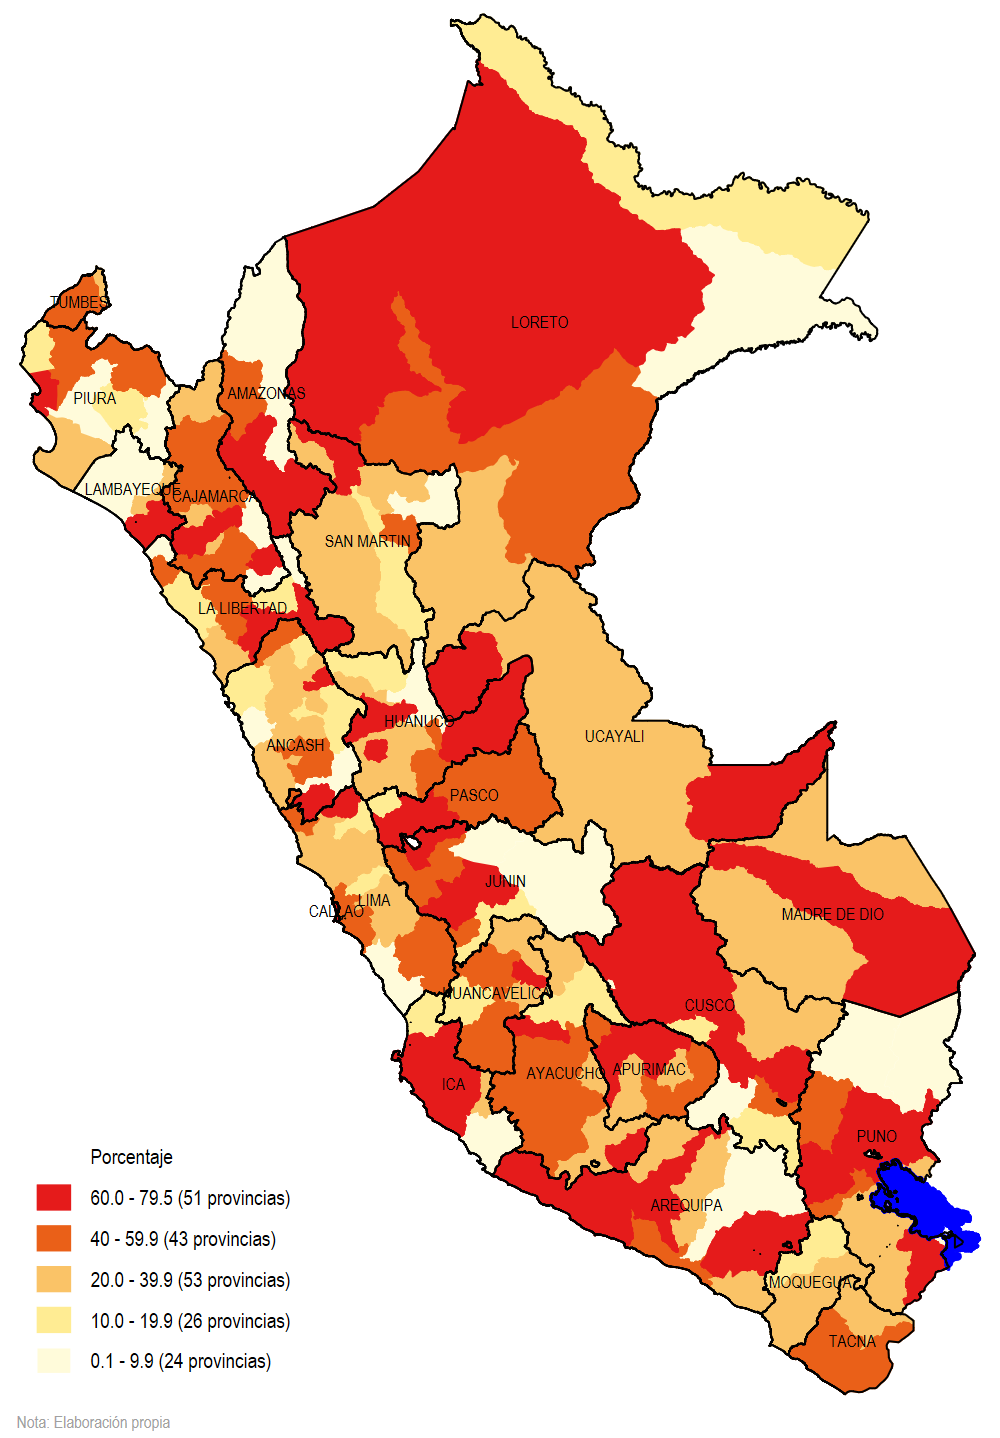 LORETO
TUMBES
AMAZONAS
PIURA
LAMBAYEQUE
CAJAMARCA
SAN MARTIN
LA LIBERTAD
HUANUCO
UCAYALI
ANCASH
PASCO
JUNIN
LIMA
CALLAO
MADRE DE DIO
HUANCAVELICA
CUSCO
AYACUCHO
APURIMAC
ICA
PUNO
AREQUIPA
MOQUEGUA
TACNA
Porcentaje
60.0 - 79.5 (51 provincias)
40 - 59.9 (43 provincias)
20.0 - 39.9 (53 provincias)
10.0 - 19.9 (26 provincias)
0.1 - 9.9 (24 provincias)
Nota: Elaboración propia